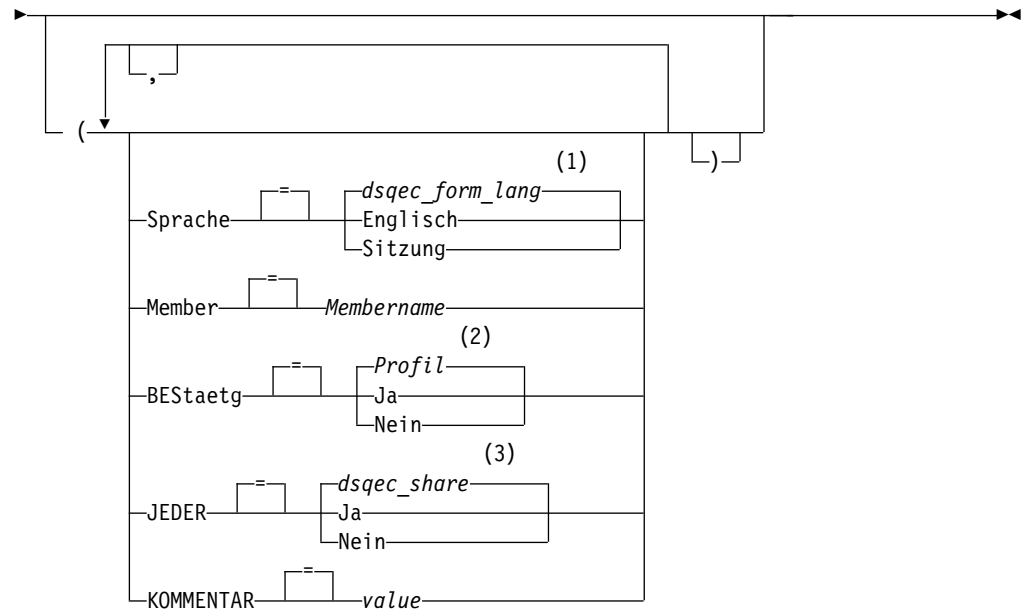 ,
(
)
(1)
=
dsqec_form_lang
Sprache
Englisch
Sitzung
=
Member
Membername
(2)
=
Profil
BEStaetg
Ja
Nein
(3)
=
dsqec_share
JEDER
Ja
Nein
=
KOMMENTAR
value